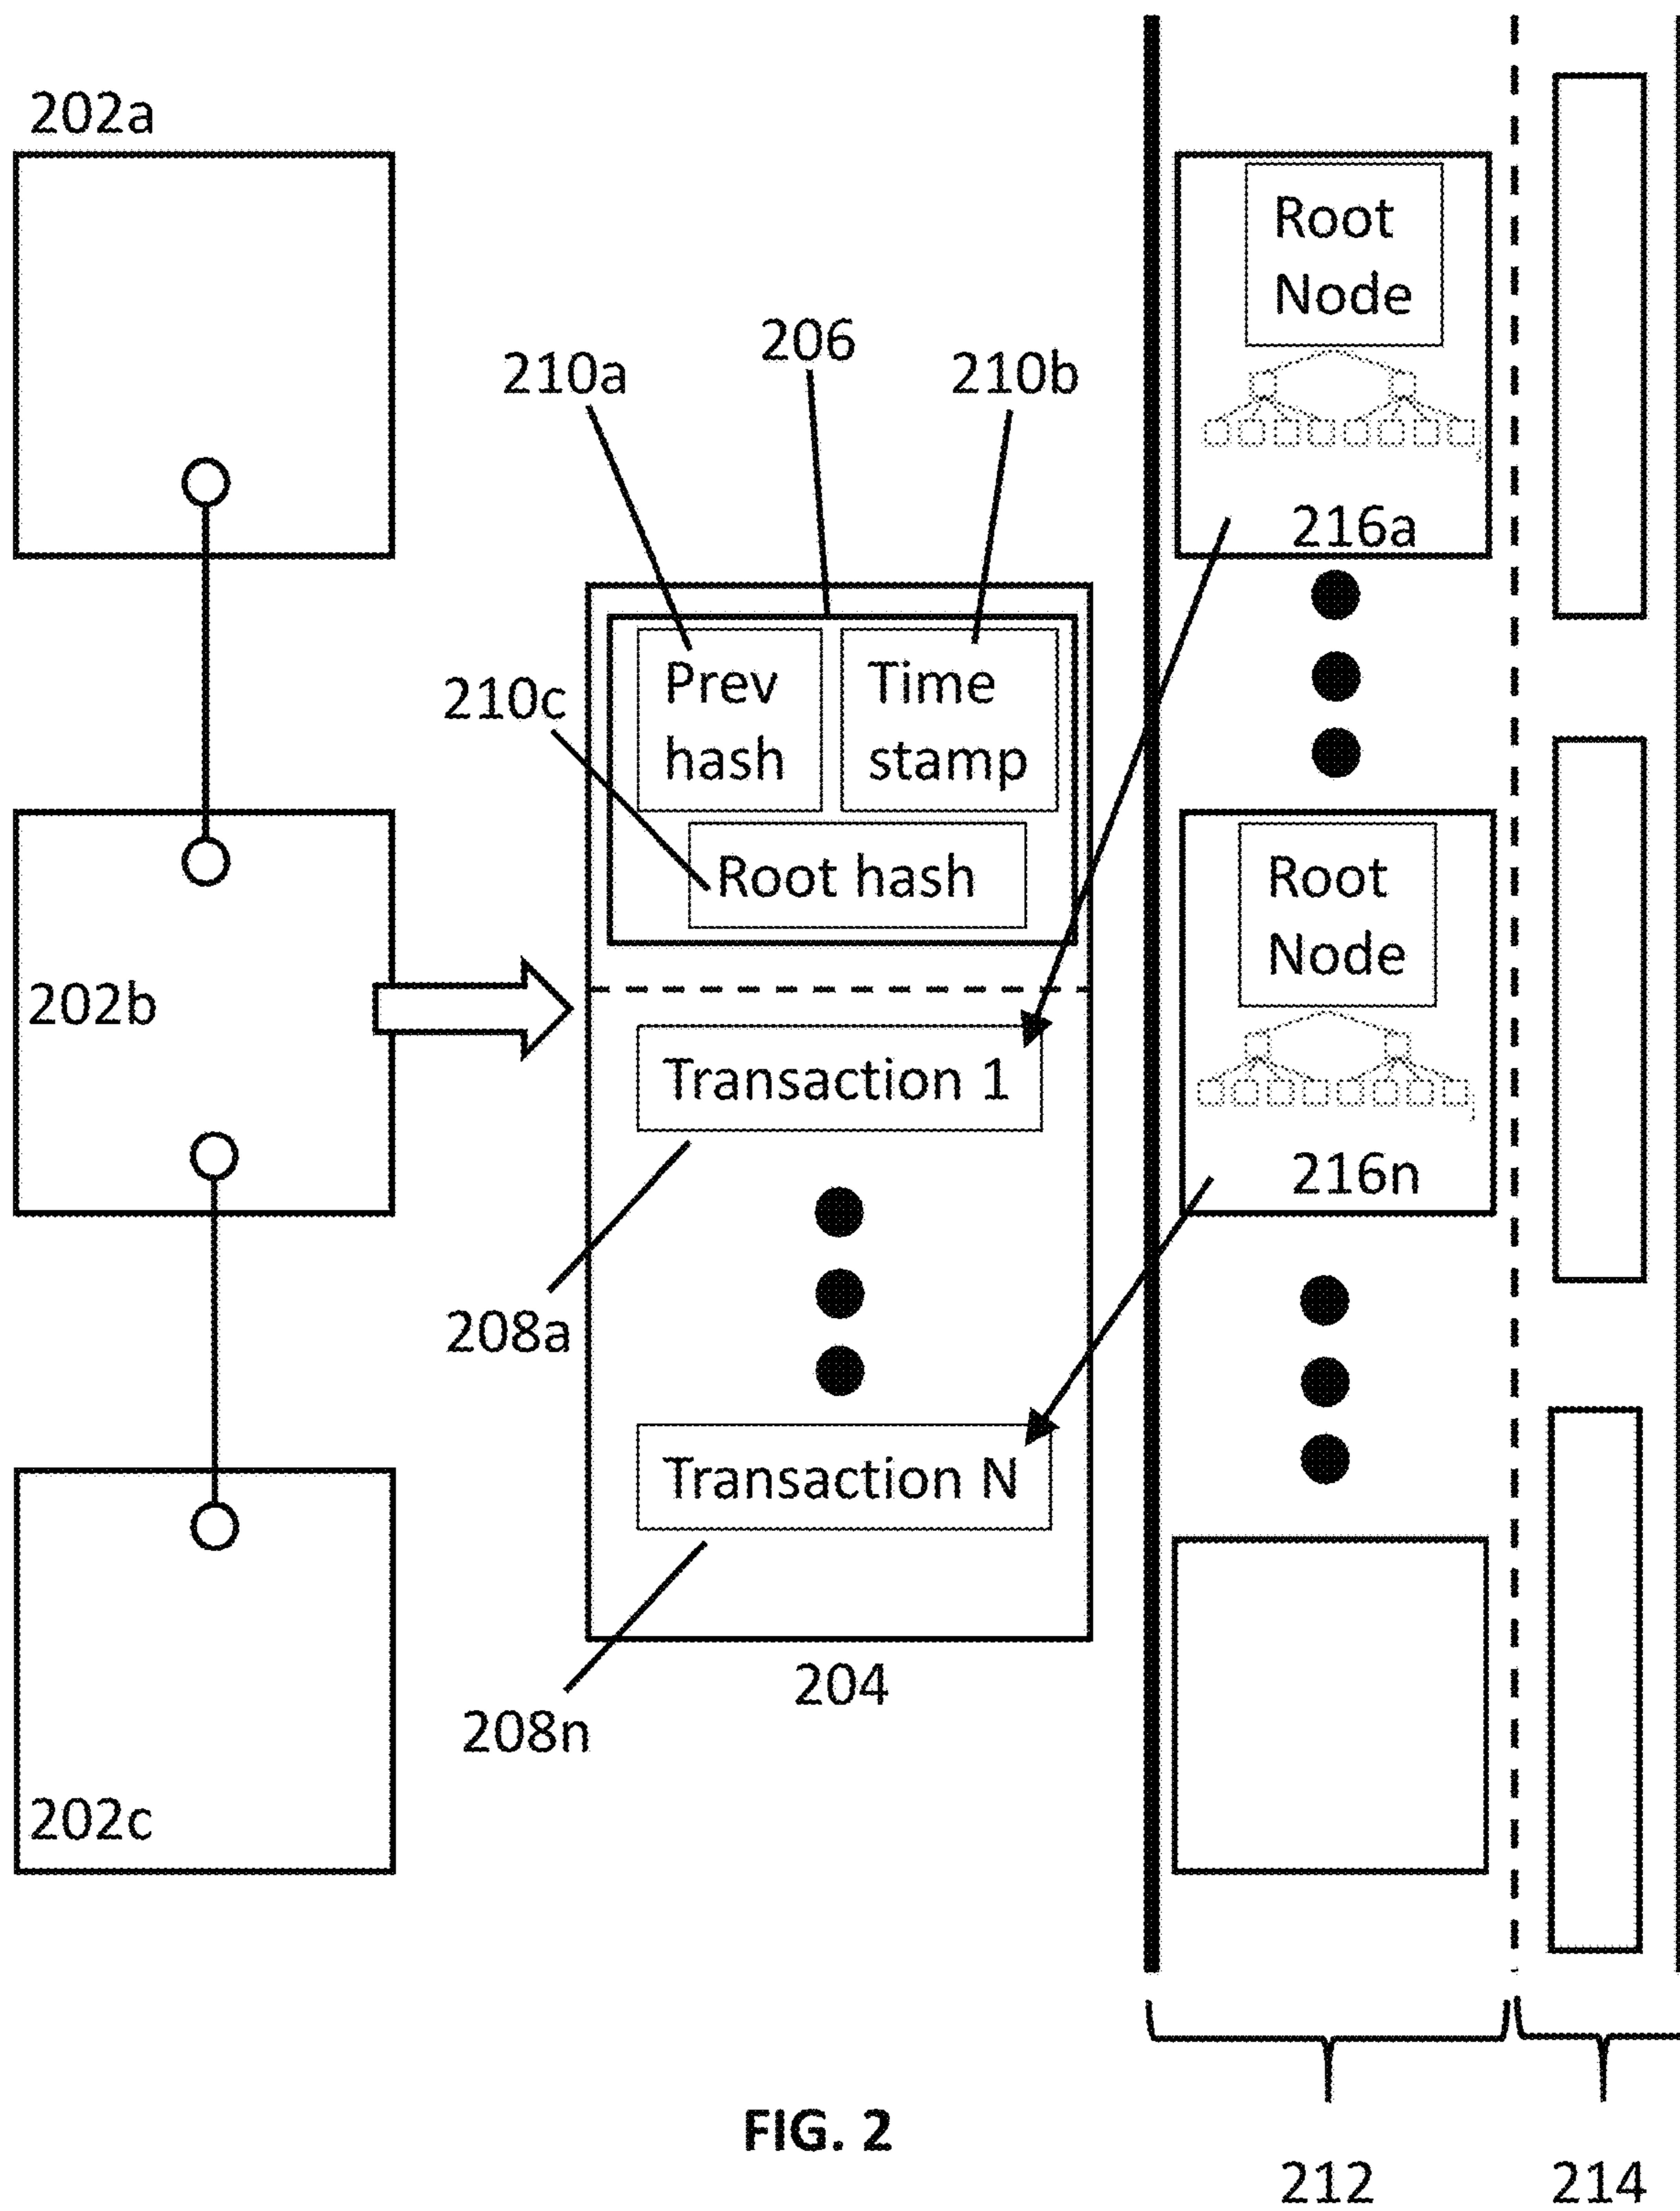 202a
Root
Node
206
210a
210b
216a
Prev
hash
Time
stamp
210c
Root hash
Root
Node
202b
Transaction 1
216n
208a
Transaction N
204
208n
202c
FIG. 2
212
214